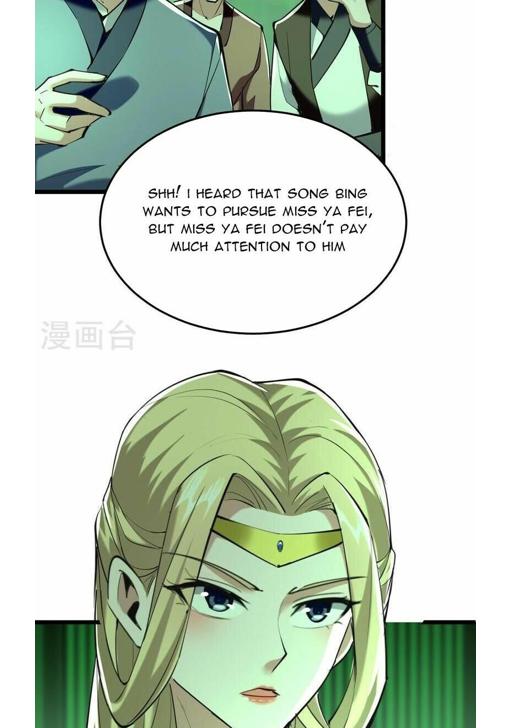 SHH! I HEARD THAT SONG BING
WANTS TO PURSUE MISS YA FEI,
BUT MISS YA FEI DOESN'T PAY
MUCH ATTENTION TO HIM
漫画台